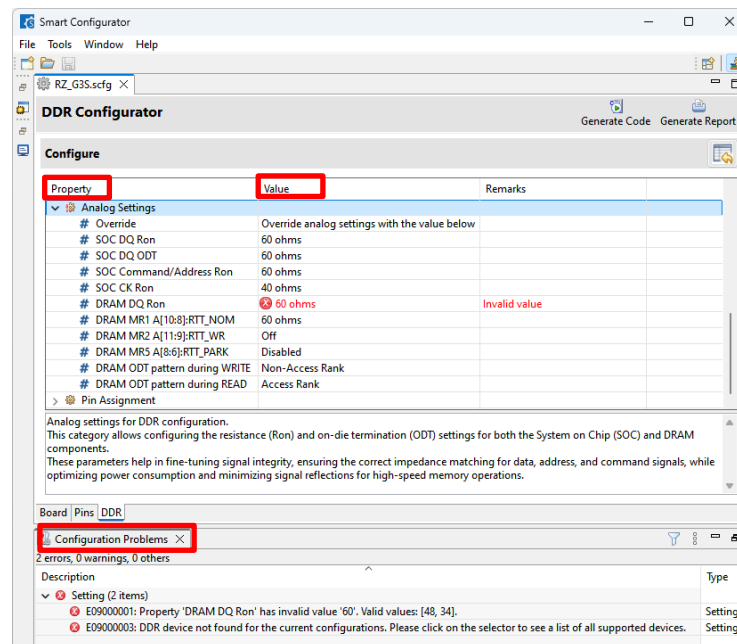 Smart Configurator
File Tools Window Help
RZ_G3S.scfg
DDR Configurator
Generate Code Generate Report
Configure
Property Value Remarks
Analog Settings
# Override Override analog settings with the value below
# SOC DQ Ron 60 ohms
# SOC DQ ODT 60 ohms
# SOC Command/Address Ron 60 ohms
# SOC CK Ron 40 ohms
# DRAM DQ Ron 60 ohms Invalid value
# DRAM MR1 A[10:8]:RTT_NOM 60 ohms
# DRAM MR2 A[11:9]:RTT_WR Off
# DRAM MR5 A[8:6]:RTT_PARK Disabled
# DRAM ODT pattern during WRITE Non-Access Rank
# DRAM ODT pattern during READ Access Rank
Pin Assignment
Analog settings for DDR configuration.
This category allows configuring the resistance (Ron) and on-die termination (ODT) settings for both the System on Chip (SOC) and DRAM
components.
These parameters help in fine-tuning signal integrity, ensuring the correct impedance matching for data, address, and command signals, while
optimizing power consumption and minimizing signal reflections for high-speed memory operations.
Board Pins DDR
Configuration Problems
2 errors, 0 warnings, 0 others
Description Type
Setting (2 items)
E09000001: Property 'DRAM DQ Ron' has invalid value '60'. Valid values: [48, 34]. Setting
E09000003: DDR device not found for the current configurations. Please click on the selector to see a list of all supported devices. Setting